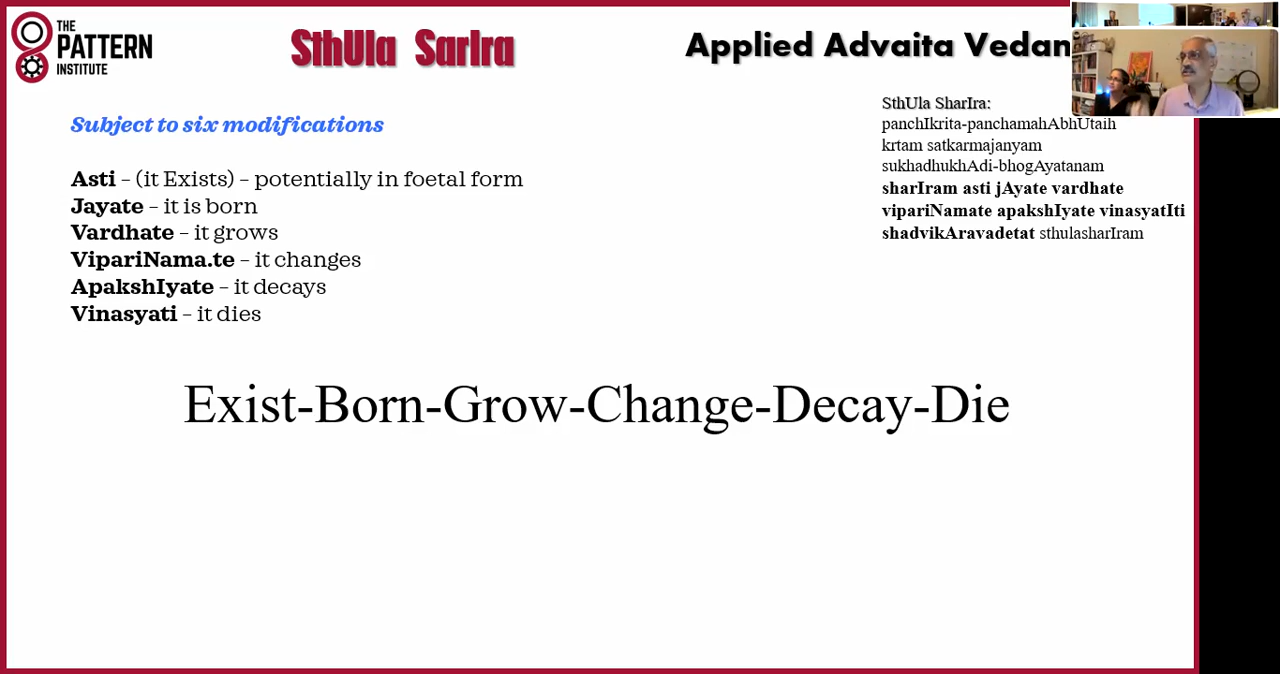 THE
PATTERN
INSTITUTE
SthUla SarIra
Applied Advaita
Subject to six modifications
Asti – (it Exists) – potentially in foetal form
Jayate – it is born
Vardhate – it grows
VipariNama.te – it changes
ApakshIyate – it decays
Vinasyati – it dies
SthUla SharIra:
panchIkrita-panchamahAbhUtaih
krtam satkarmajanyam
sukhadhukhAdi-bhogAyatanam
sharIram asti jAyate vardhate
vipariNamate apakshIyate vinasyatIti
shadvikAravadetat sthulasharIram
Exist-Born-Grow-Change-Decay-Die